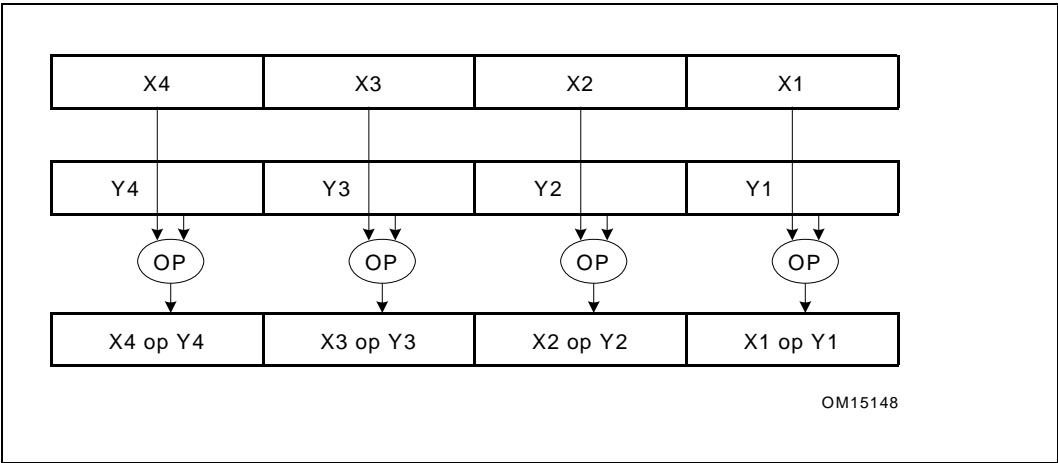 X4 X3 X2 X1
Y4 Y3 Y2 Y1
OP OP OP OP
X4 op Y4 X3 op Y3 X2 op Y2 X1 op Y1
OM15148